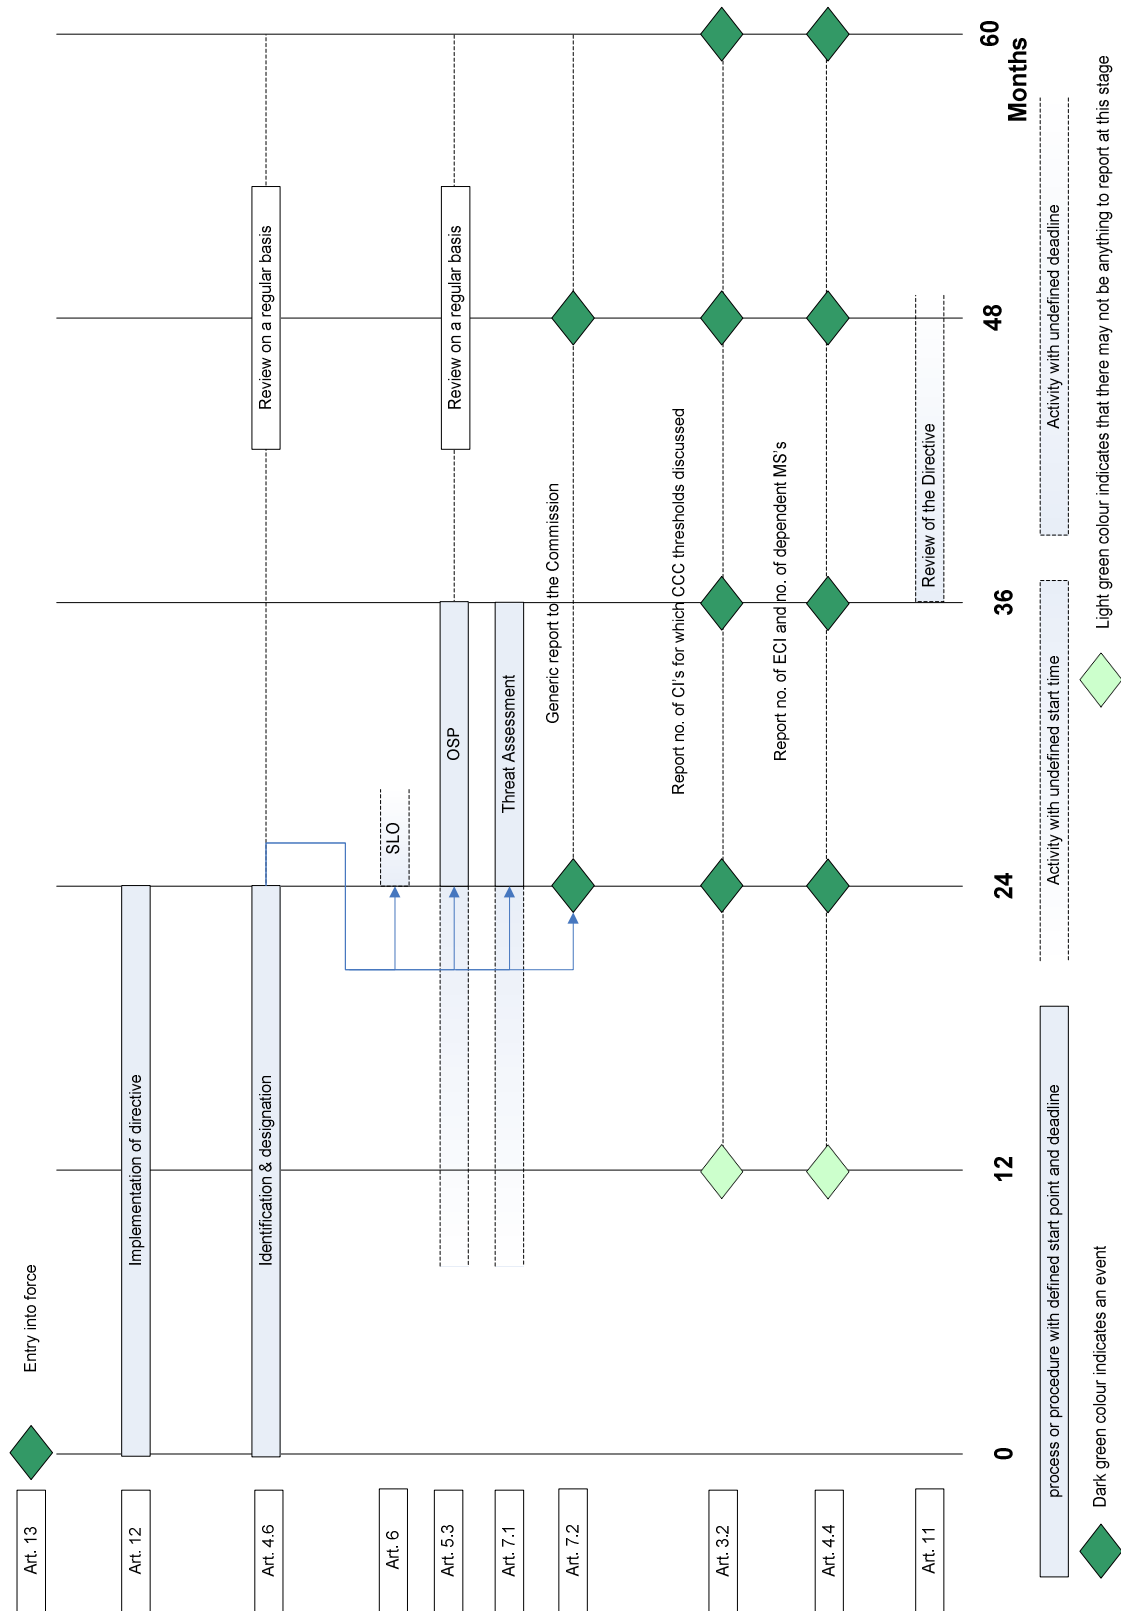 Art. 13
Entry into force
Art. 12
Implementation of directive
Art. 4.6
Identification & designation
Review on a regular basis
Art. 6
SLO
Art. 5.3
OSP
Review on a regular basis
Art. 7.1
Threat Assessment
Art. 7.2
Generic report to the Commission
Art. 3.2
Report no. of CI's for which CCC thresholds discussed
Art. 4.4
Report no. of ECI and no. of dependent MS's
Art. 11
Review of the Directive
0
12
24
36
48
60
Months
process or procedure with defined start point and deadline
Activity with undefined start time
Activity with undefined deadline
Dark green colour indicates an event
Light green colour indicates that there may not be anything to report at this stage